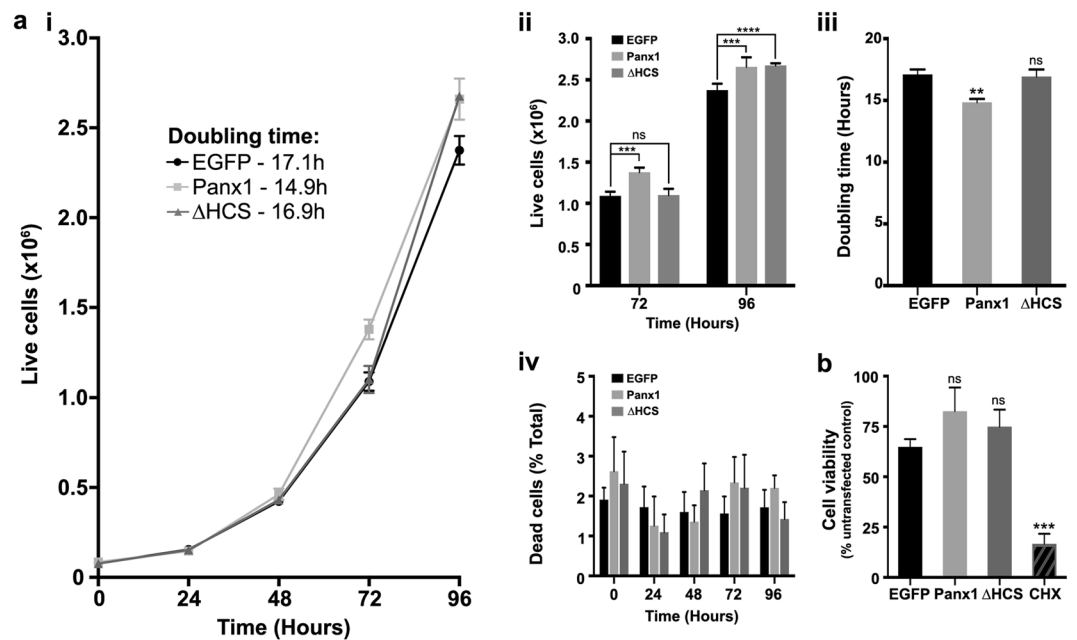 a i
3.0
2.5
2.0
1.5
1.0
0.5
0
Live cells (x10⁶)
Doubling time:
EGFP - 17.1h
Panx1 - 14.9h
ΔHCS - 16.9h
0 24 48 72 96
Time (Hours)
ii
3.0
2.5
2.0
1.5
1.0
0.5
0
Live cells (x10⁶)
EGFP
Panx1
ΔHCS
ns
***
****
***
72 96
Time (Hours)
iii
20
15
10
5
0
Doubling time (Hours)
**
ns
EGFP Panx1 ΔHCS
iv
5
4
3
2
1
0
Dead cells (% Total)
EGFP
Panx1
ΔHCS
0 24 48 72 96
Time (Hours)
b
100
75
50
25
0
Cell viability
(% untransfected control)
ns
ns
***
EGFP Panx1 ΔHCS CHX